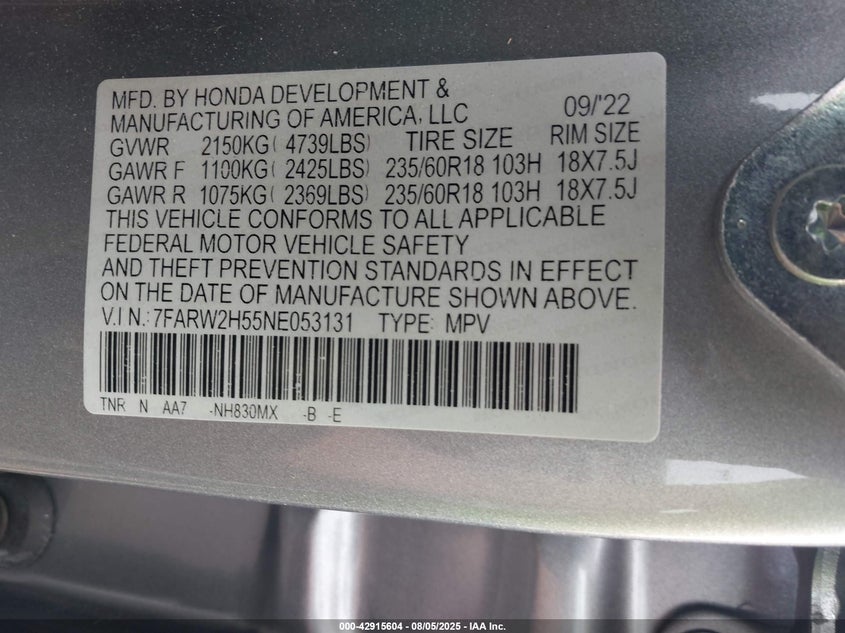 MFD. BY HONDA DEVELOPMENT &
MANUFACTURING OF AMERICA, LLC 09/'22
GVWR 2150KG( 4739LBS) TIRE SIZE RIM SIZE
GAWR F 1100KG( 2425LBS) 235/60R18 103H 18X7.5J
GAWR R 1075KG( 2369LBS) 235/60R18 103H 18X7.5J
THIS VEHICLE CONFORMS TO ALL APPLICABLE
FEDERAL MOTOR VEHICLE SAFETY
AND THEFT PREVENTION STANDARDS IN EFFECT
ON THE DATE OF MANUFACTURE SHOWN ABOVE.
V.I N.:7FARW2H55NE053131 TYPE: MPV
TNR N AA7 -NH830MX -B -E
000-42915604 - 08/05/2025 - IAA Inc.